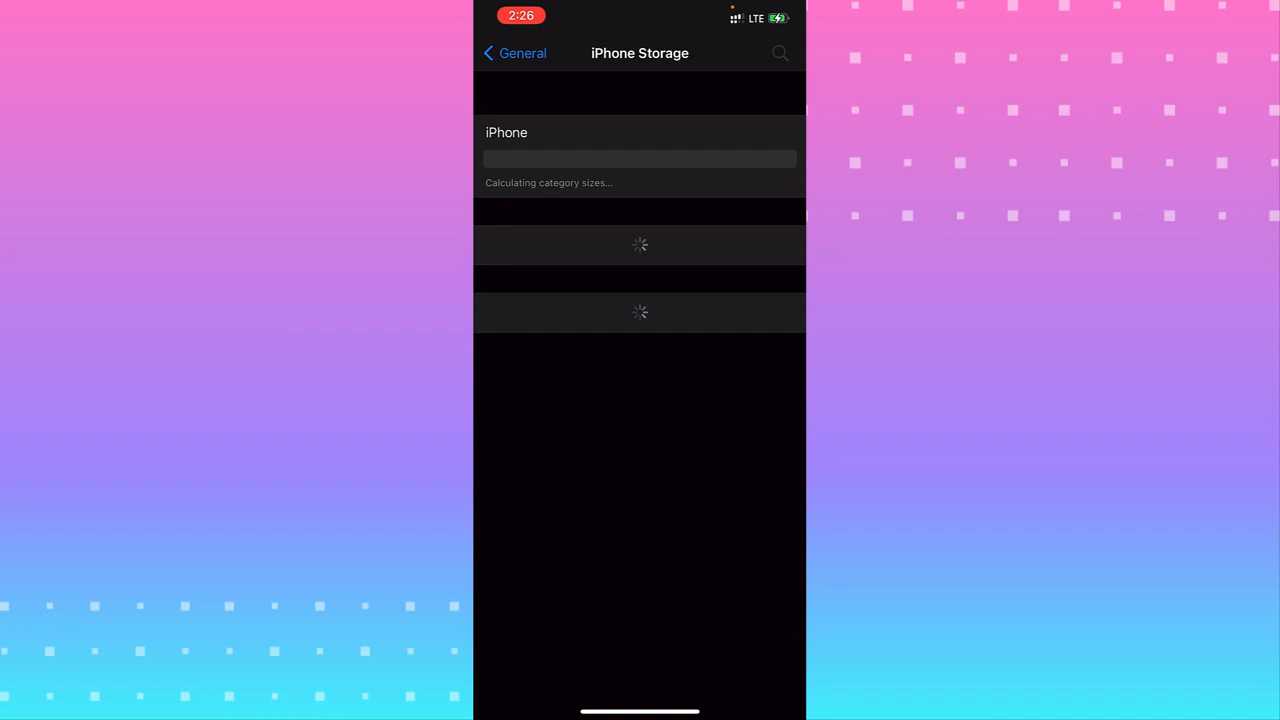 2:26
LTE
General
iPhone Storage
iPhone
Calculating category sizes...